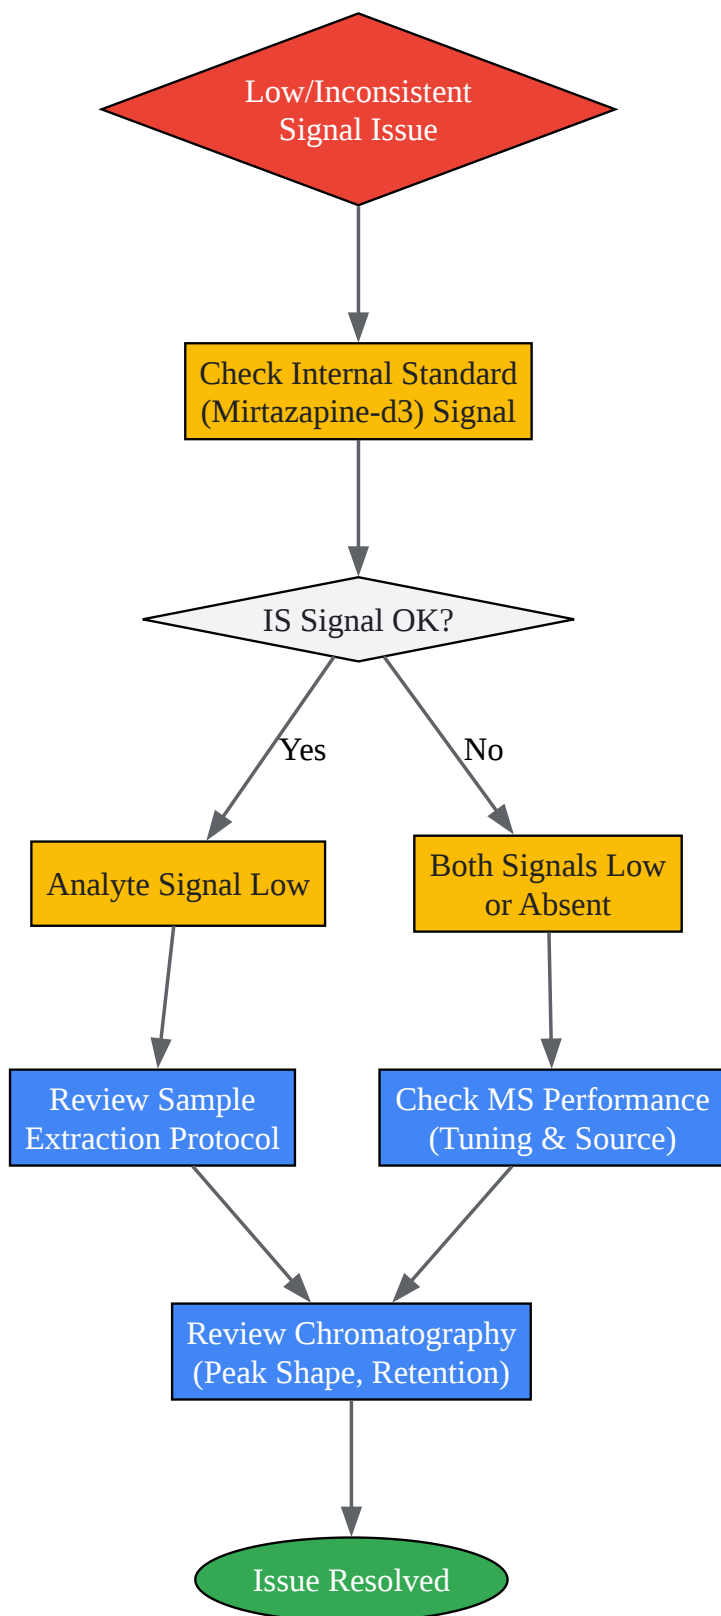 Low/Inconsistent
Signal Issue
Check Internal Standard
(Mirtazapine-d3) Signal
IS Signal OK?
Yes
No
Analyte Signal Low
Both Signals Low
or Absent
Review Sample
Extraction Protocol
Check MS Performance
(Tuning & Source)
Review Chromatography
(Peak Shape, Retention)
Issue Resolved